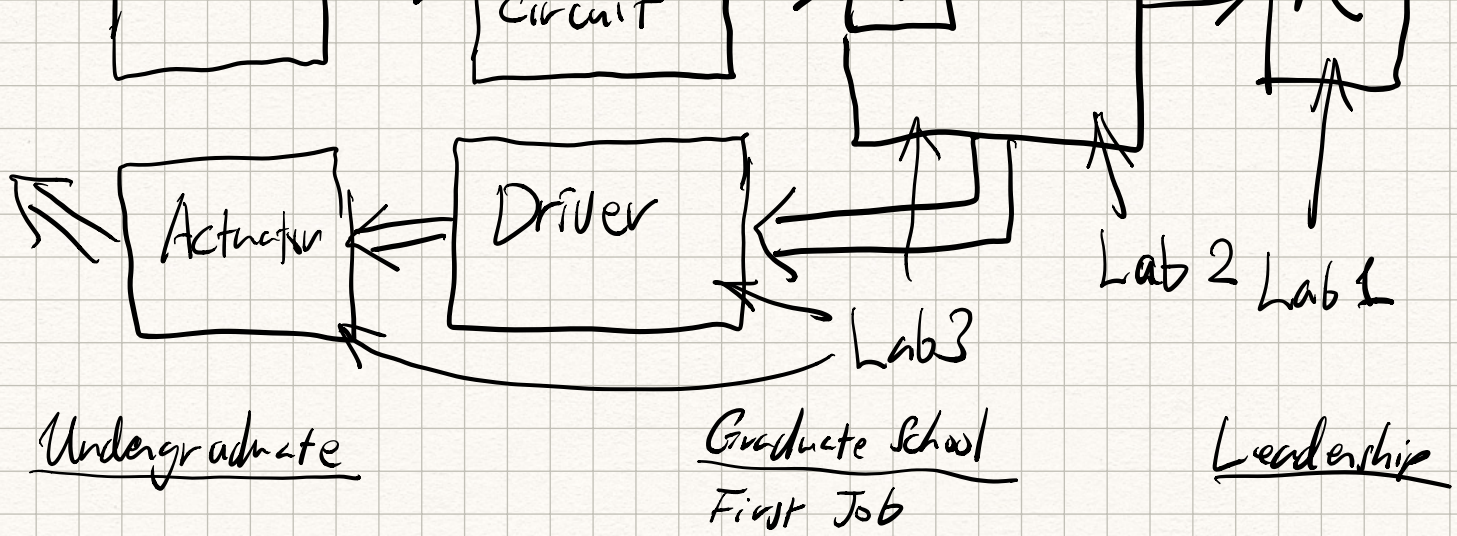 Circuit
Actuator
Driver
Lab 2
Lab 1
Lab3
Undergraduate
Graduate School
First Job
Leadership